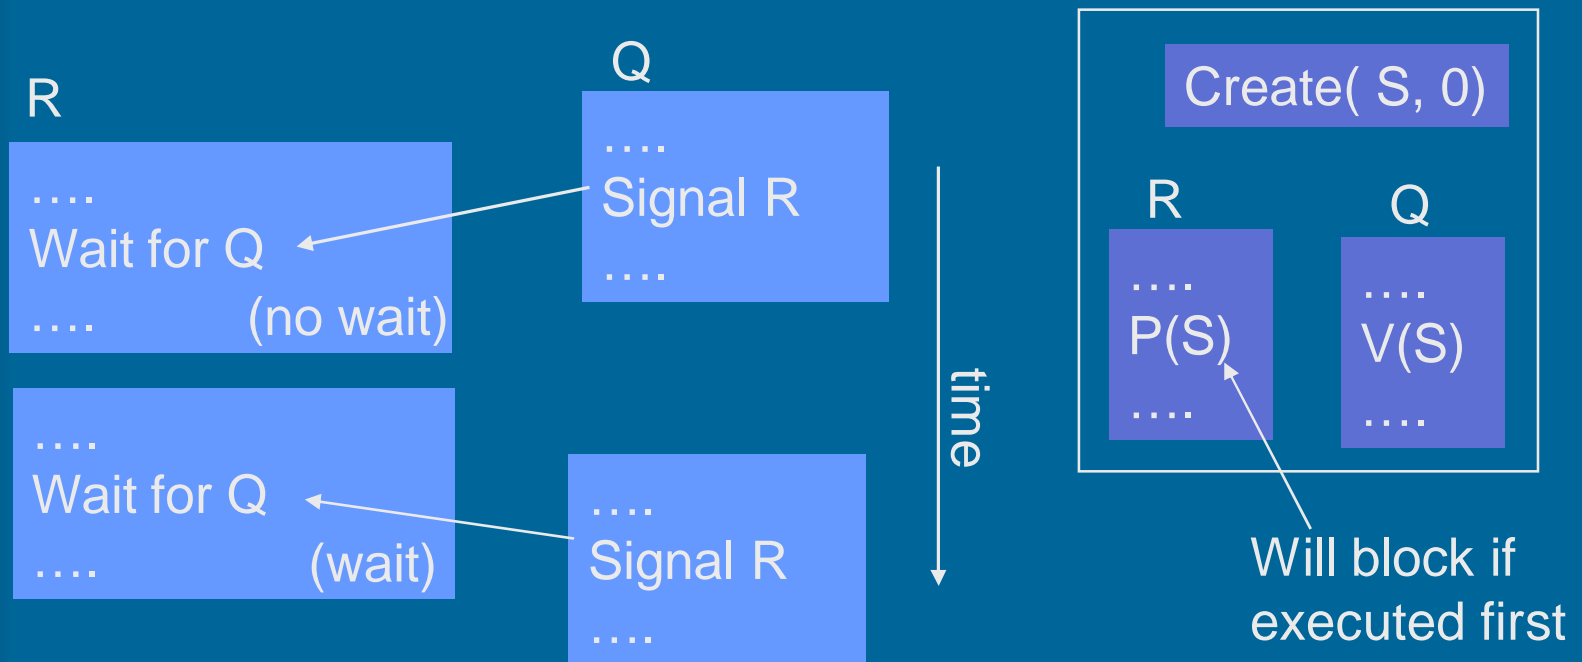 R
….
Wait for Q
…. (no wait)
Q
….
Signal R
….
….
Wait for Q
…. (wait)
….
Signal R
….
time
Create( S, 0)
R
….
P(S)
….
Q
….
V(S)
….
Will block if
executed first